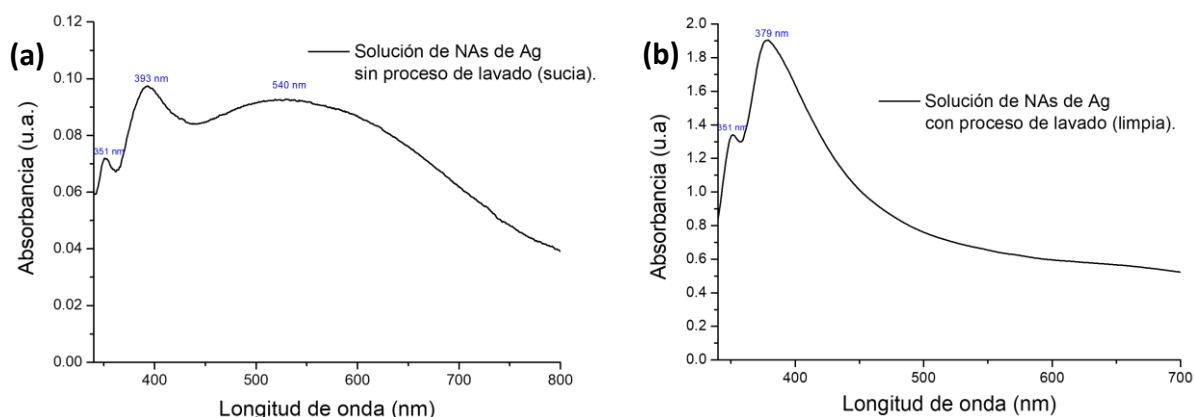 (a)
0.12
0.10
0.08
0.06
0.04
0.02
0.00
Absorbancia (u.a.)
351 nm
393 nm
540 nm
Solución de NAs de Ag
sin proceso de lavado (sucia).
400
500
600
700
800
Longitud de onda (nm)
(b)
2.0
1.8
1.6
1.4
1.2
1.0
0.8
0.6
0.4
0.2
0.0
Absorbancia (u.a)
351 nm
379 nm
Solución de NAs de Ag
con proceso de lavado (limpia).
400
500
600
700
Longitud de onda (nm)